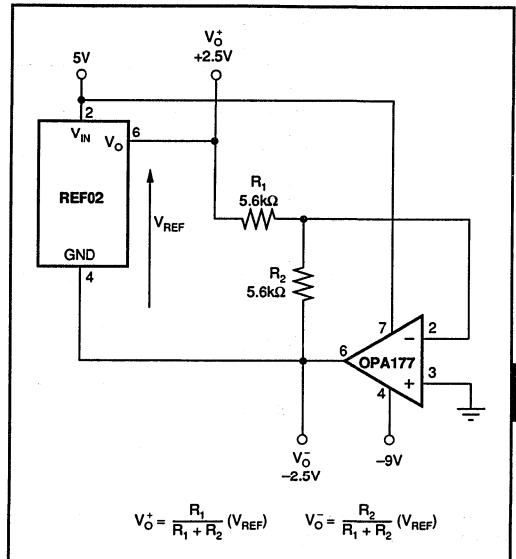 V_O^+
+2.5V
5V
2
V_IN
V_O
6
REF02
V_REF
R_1
5.6kΩ
GND
4
R_2
5.6kΩ
7
2
−
6
OPA177
3
+
4
V_O^−
−2.5V
−9V
V_O^+ = R_1 / (R_1 + R_2) (V_REF)
V_O^− = R_2 / (R_1 + R_2) (V_REF)